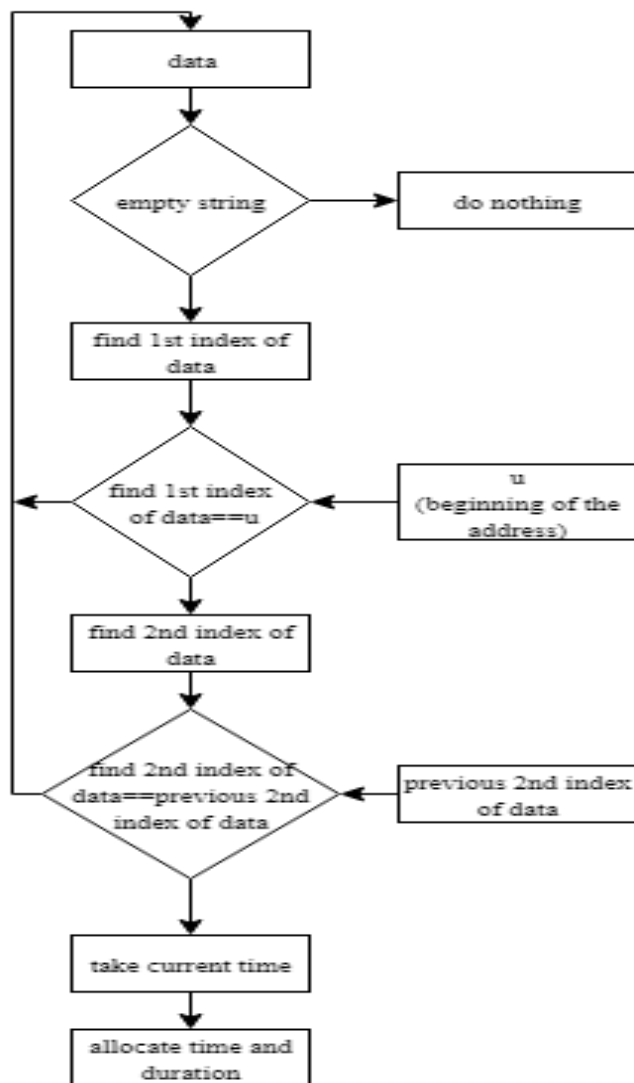 data
empty string
do nothing
find 1st index of
data
find 1st index
of data==u
u
(beginning of the
address)
find 2nd index of
data
find 2nd index of
data==previous 2nd
index of data
previous 2nd index
of data
take current time
allocate time and
duration